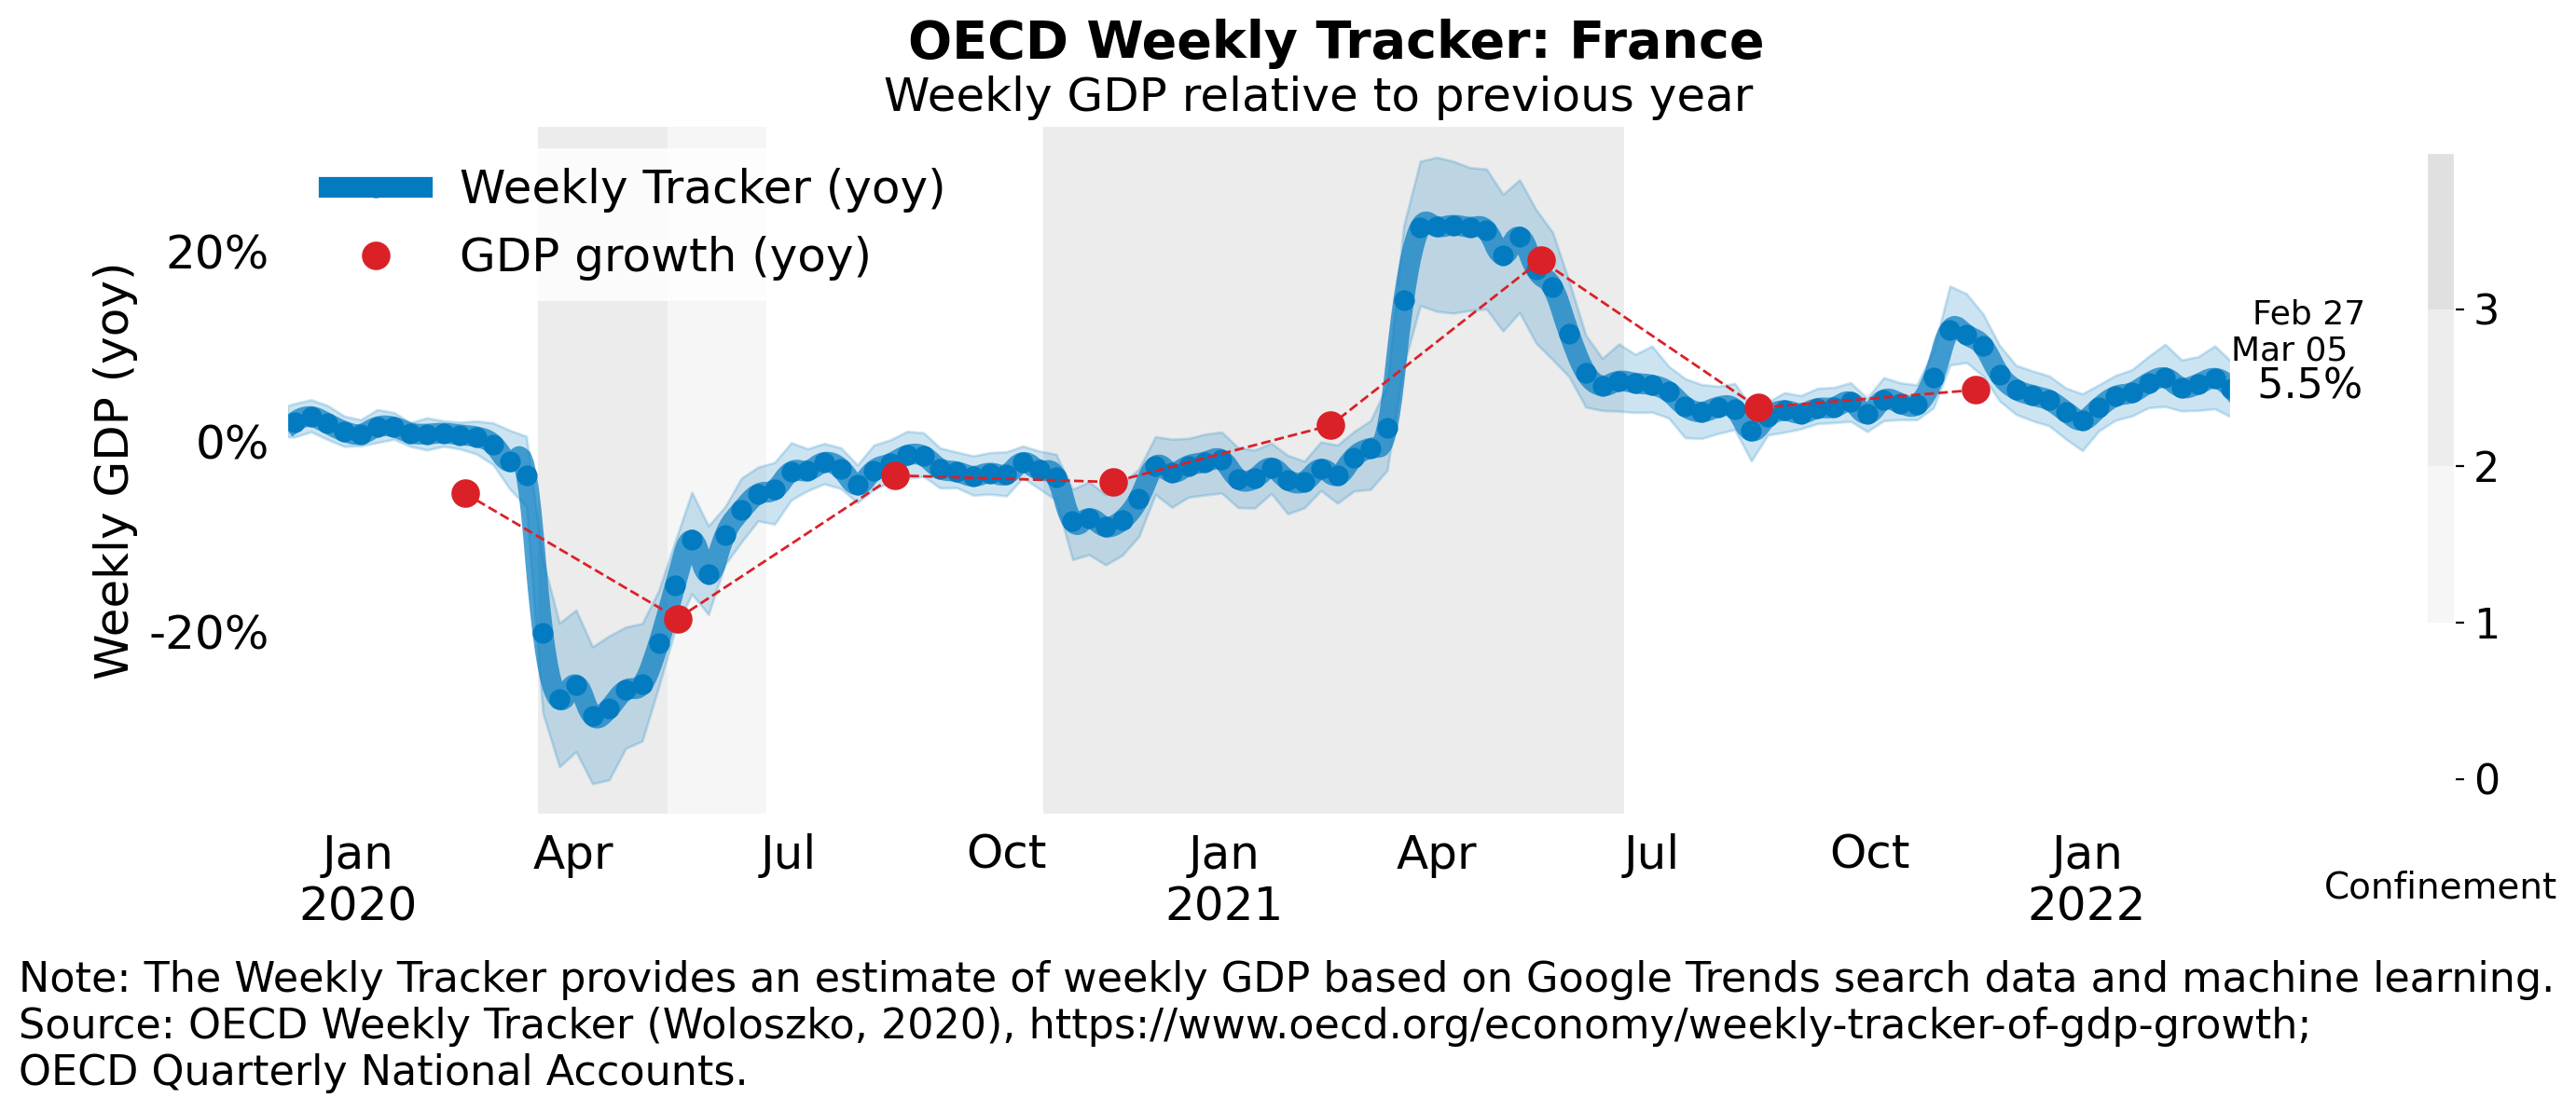 OECD Weekly Tracker: France
Weekly GDP relative to previous year
Weekly Tracker (yoy)
GDP growth (yoy)
Weekly GDP (yoy)
20%
0%
-20%
Feb 27
Mar 05
5.5%
3
2
1
0
Jan
2020
Apr
Jul
Oct
Jan
2021
Apr
Jul
Oct
Jan
2022
Confinement
Note: The Weekly Tracker provides an estimate of weekly GDP based on Google Trends search data and machine learning.
Source: OECD Weekly Tracker (Woloszko, 2020), https://www.oecd.org/economy/weekly-tracker-of-gdp-growth;
OECD Quarterly National Accounts.